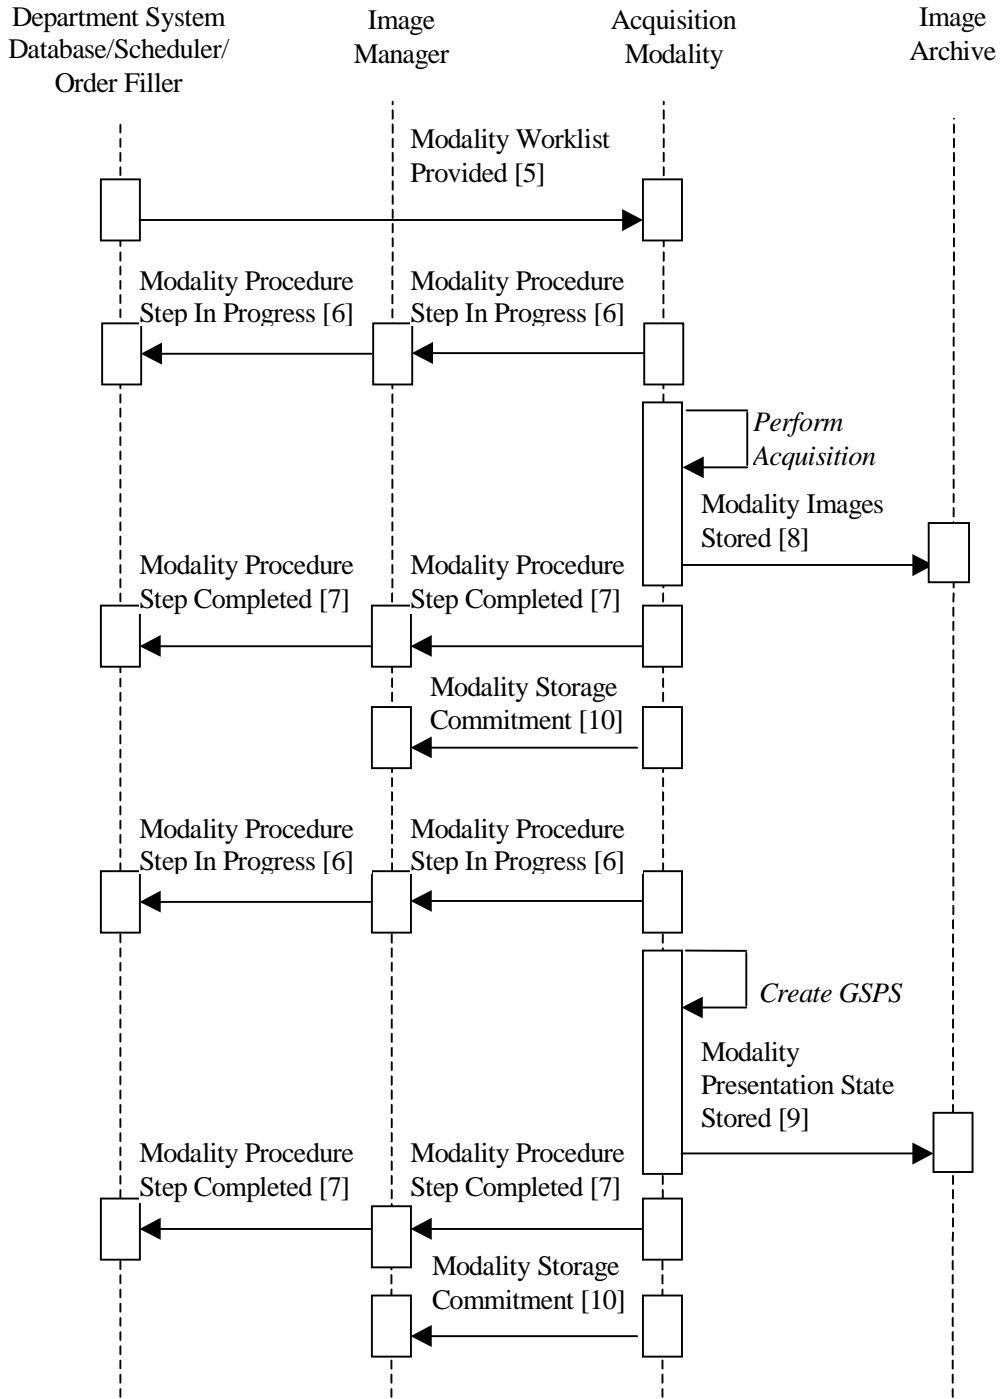 Department System
Database/Scheduler/
Order Filler
Image
Manager
Acquisition
Modality
Image
Archive
Modality Worklist
Provided [5]
Modality Procedure
Step In Progress [6]
Modality Procedure
Step In Progress [6]
Perform
Acquisition
Modality Images
Stored [8]
Modality Procedure
Step Completed [7]
Modality Procedure
Step Completed [7]
Modality Storage
Commitment [10]
Modality Procedure
Step In Progress [6]
Modality Procedure
Step In Progress [6]
Create GSPS
Modality
Presentation State
Stored [9]
Modality Procedure
Step Completed [7]
Modality Procedure
Step Completed [7]
Modality Storage
Commitment [10]